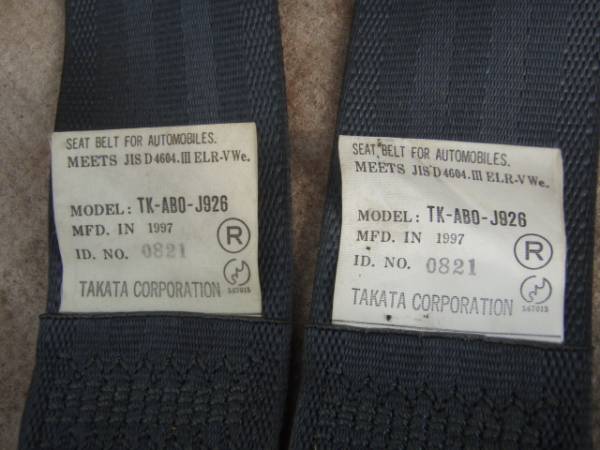 SEAT BELT FOR AUTOMOBILES.
MEETS JIS D 4604. III ELR-VWe.
MODEL: TK-AB0-J926
MFD. IN 1997
R
ID. NO. 0821
TAKATA CORPORATION
SEAT BELT FOR AUTOMOBILES.
MEETS JIS D 4604. III ELR-VWe.
MODEL: TK-AB0-J926
MFD. IN 1997
R
ID. NO. 0821
TAKATA CORPORATION